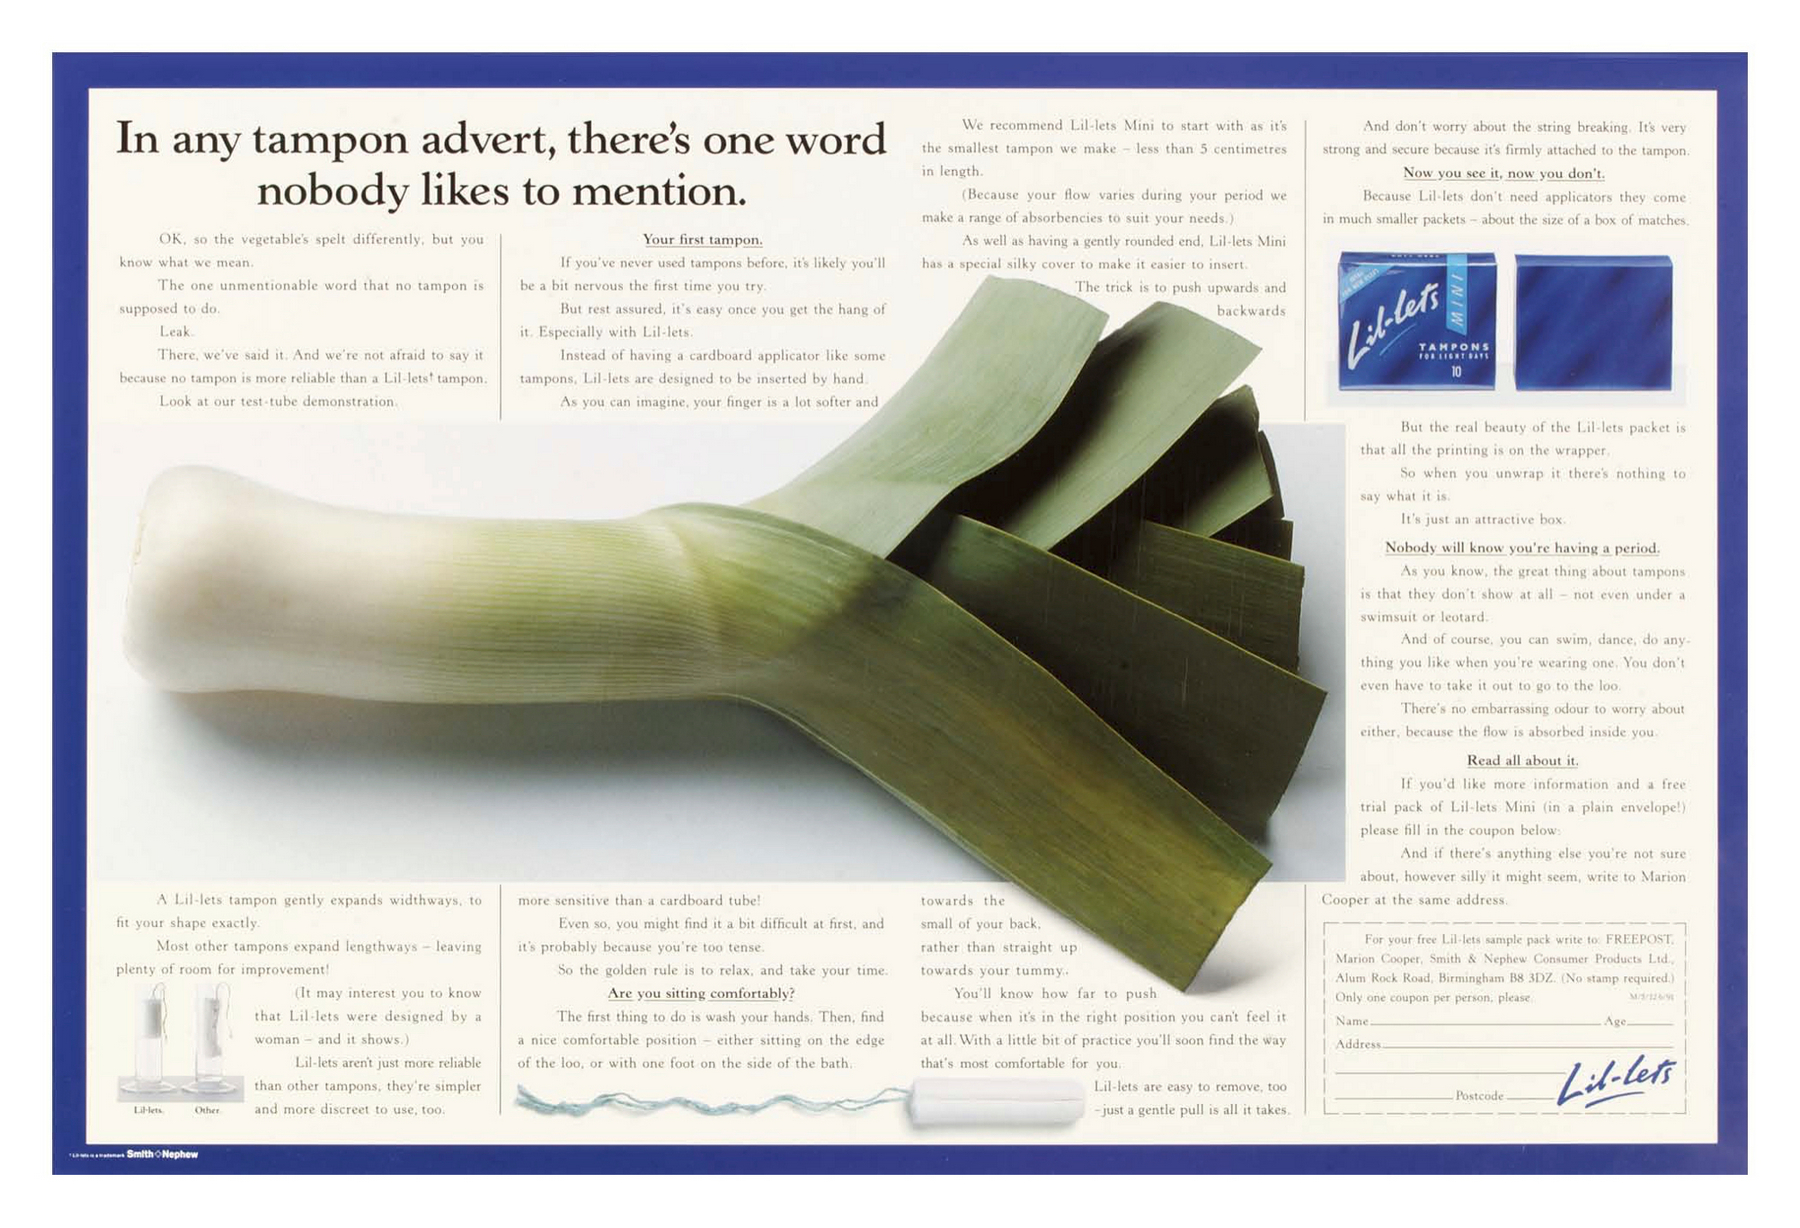 In any tampon advert, there's one word
nobody likes to mention.
OK, so the vegetable's spelt differently, but you
know what we mean.
The one unmentionable word that no tampon is
supposed to do.
Leak.
There, we've said it. And we're not afraid to say it
because no tampon is more reliable than a Lil-lets† tampon.
Look at our test-tube demonstration.
A Lil-lets tampon gently expands widthways, to
fit your shape exactly.
Most other tampons expand lengthways – leaving
plenty of room for improvement!
(It may interest you to know
that Lil-lets were designed by a
woman – and it shows.)
Lil-lets aren't just more reliable
than other tampons, they're simpler
and more discreet to use, too.
Lil-lets. Other.
Your first tampon.
If you've never used tampons before, it's likely you'll
be a bit nervous the first time you try.
But rest assured, it's easy once you get the hang of
it. Especially with Lil-lets.
Instead of having a cardboard applicator like some
tampons, Lil-lets are designed to be inserted by hand.
As you can imagine, your finger is a lot softer and
more sensitive than a cardboard tube!
Even so, you might find it a bit difficult at first, and
it's probably because you're too tense.
So the golden rule is to relax, and take your time.
Are you sitting comfortably?
The first thing to do is wash your hands. Then, find
a nice comfortable position – either sitting on the edge
of the loo, or with one foot on the side of the bath.
We recommend Lil-lets Mini to start with as it's
the smallest tampon we make – less than 5 centimetres
in length.
(Because your flow varies during your period we
make a range of absorbencies to suit your needs.)
As well as having a gently rounded end, Lil-lets Mini
has a special silky cover to make it easier to insert.
The trick is to push upwards and
backwards
towards the
small of your back,
rather than straight up
towards your tummy..
You'll know how far to push
because when it's in the right position you can't feel it
at all. With a little bit of practice you'll soon find the way
that's most comfortable for you.
Lil-lets are easy to remove, too
– just a gentle pull is all it takes.
And don't worry about the string breaking. It's very
strong and secure because it's firmly attached to the tampon.
Now you see it, now you don't.
Because Lil-lets don't need applicators they come
in much smaller packets – about the size of a box of matches.
Lil-lets
MINI
TAMPONS
FOR LIGHT DAYS
10
But the real beauty of the Lil-lets packet is
that all the printing is on the wrapper.
So when you unwrap it there's nothing to
say what it is.
It's just an attractive box.
Nobody will know you're having a period.
As you know, the great thing about tampons
is that they don't show at all – not even under a
swimsuit or leotard.
And of course, you can swim, dance, do any-
thing you like when you're wearing one. You don't
even have to take it out to go to the loo.
There's no embarrassing odour to worry about
either, because the flow is absorbed inside you.
Read all about it.
If you'd like more information and a free
trial pack of Lil-lets Mini (in a plain envelope!)
please fill in the coupon below:
And if there's anything else you're not sure
about, however silly it might seem, write to Marion
Cooper at the same address.
For your free Lil-lets sample pack write to: FREEPOST,
Marion Cooper, Smith & Nephew Consumer Products Ltd.,
Alum Rock Road, Birmingham B8 3DZ. (No stamp required.)
Only one coupon per person, please.
Name Age
Address
Postcode
Lil-lets
Lil-lets is a trademark Smith Nephew